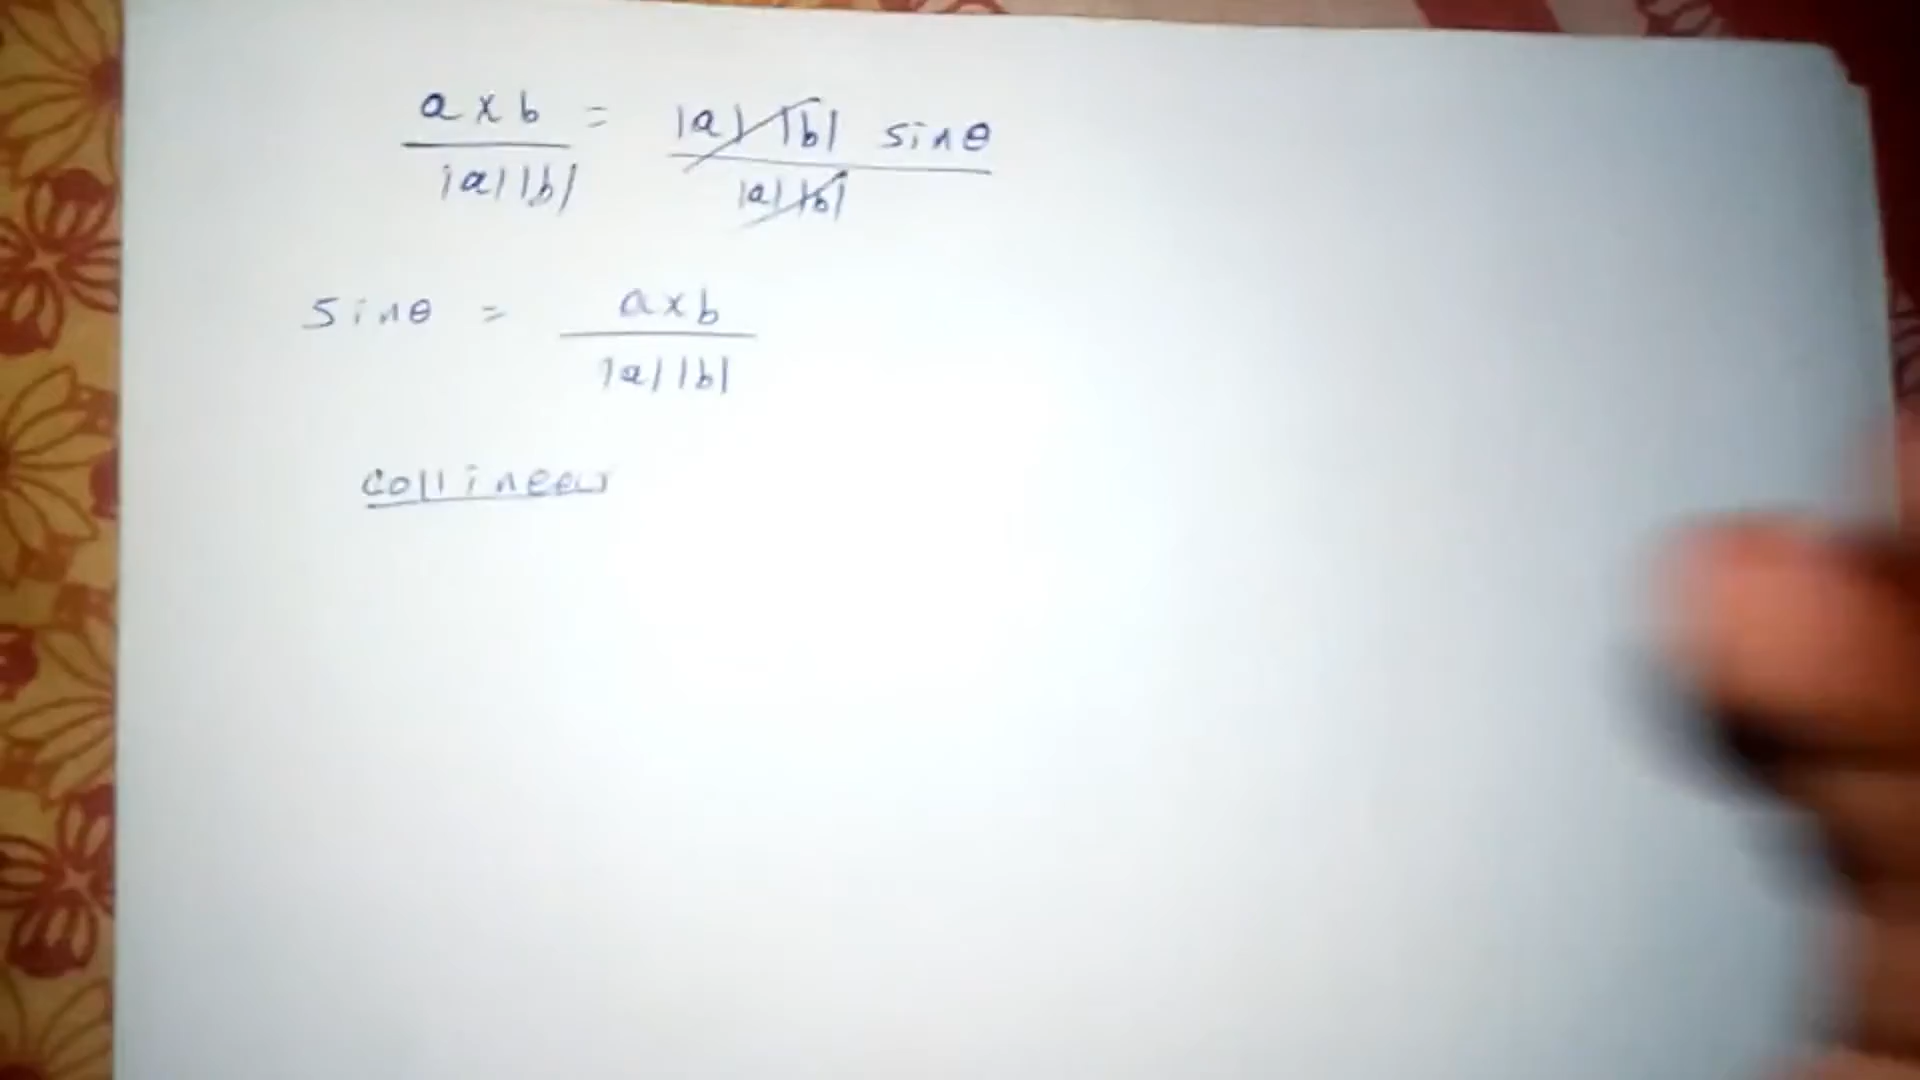 a x b = |a| |b| sinθ
|a| |b| |a| |b|
sinθ = a x b
|a| |b|
collinear